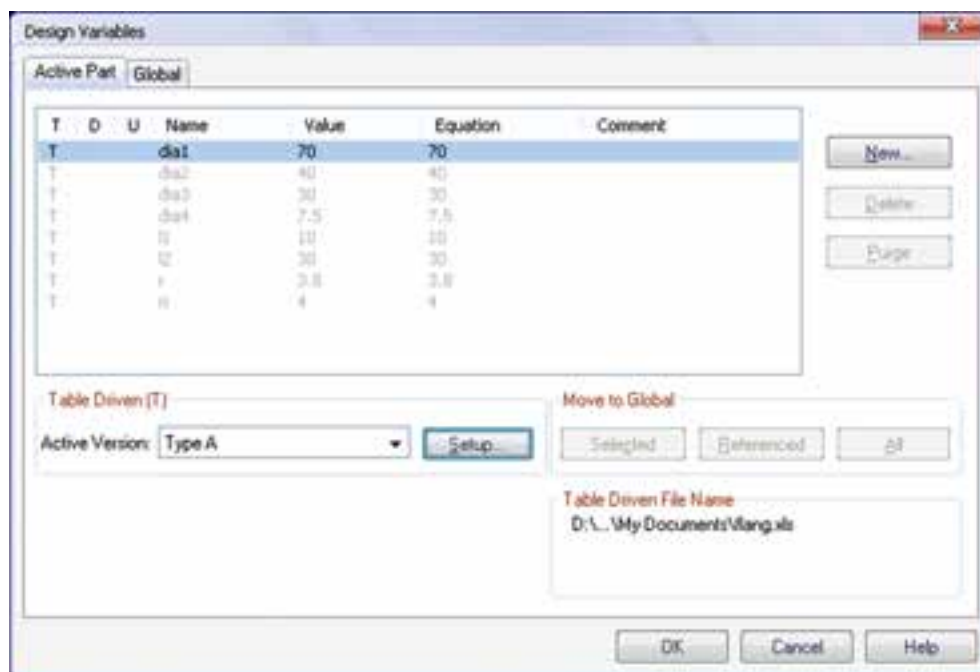 Design Variables
Active Part Global
T D U Name Value Equation Comment
T dia1 70 70
T dia2 40 40
T dia3 30 30
T dia4 7.5 7.5
T 10 10
T l2 30 30
T r 3.8 3.8
T n 4 4
New...
Delete
Purge
Table Driven (T)
Active Version: Type A Setup...
Move to Global
Selected Referenced All
Table Driven File Name
D:\...\My Documents\flang.xls
OK Cancel Help